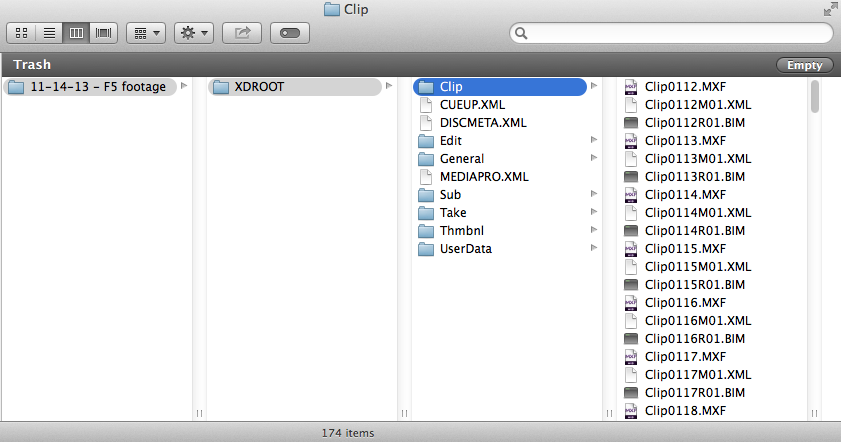 Clip
Trash
Empty
11-14-13 - F5 footage
XDROOT
Clip
CUEUP.XML
DISCMETA.XML
Edit
General
MEDIAPRO.XML
Sub
Take
Thmbnl
UserData
Clip0112.MXF
Clip0112M01.XML
Clip0112R01.BIM
Clip0113.MXF
Clip0113M01.XML
Clip0113R01.BIM
Clip0114.MXF
Clip0114M01.XML
Clip0114R01.BIM
Clip0115.MXF
Clip0115M01.XML
Clip0115R01.BIM
Clip0116.MXF
Clip0116M01.XML
Clip0116R01.BIM
Clip0117.MXF
Clip0117M01.XML
Clip0117R01.BIM
Clip0118.MXF
174 items